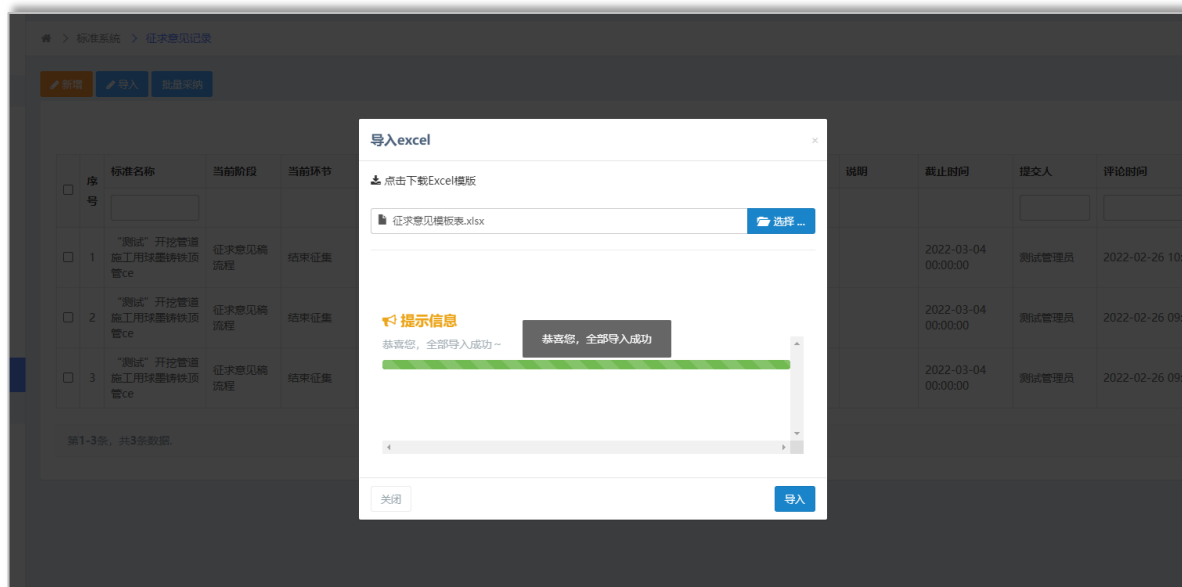 标准系统 > 征求意见记录
新增 导入 批量采纳
导入excel ×
序号 标准名称 当前阶段 当前环节 说明 截止时间 提交人 评论时间
点击下载Excel模版
征求意见模板表.xlsx 选择 ...
1 “测试”开挖管道施工用球墨铸铁顶管ce 征求意见稿流程 结束征集 2022-03-04 00:00:00 测试管理员 2022-02-26 10:
2 “测试”开挖管道施工用球墨铸铁顶管ce 征求意见稿流程 结束征集 2022-03-04 00:00:00 测试管理员 2022-02-26 09:
提示信息
恭喜您，全部导入成功~
恭喜您，全部导入成功
3 “测试”开挖管道施工用球墨铸铁顶管ce 征求意见稿流程 结束征集 2022-03-04 00:00:00 测试管理员 2022-02-26 09:
第1-3条，共3条数据.
关闭 导入